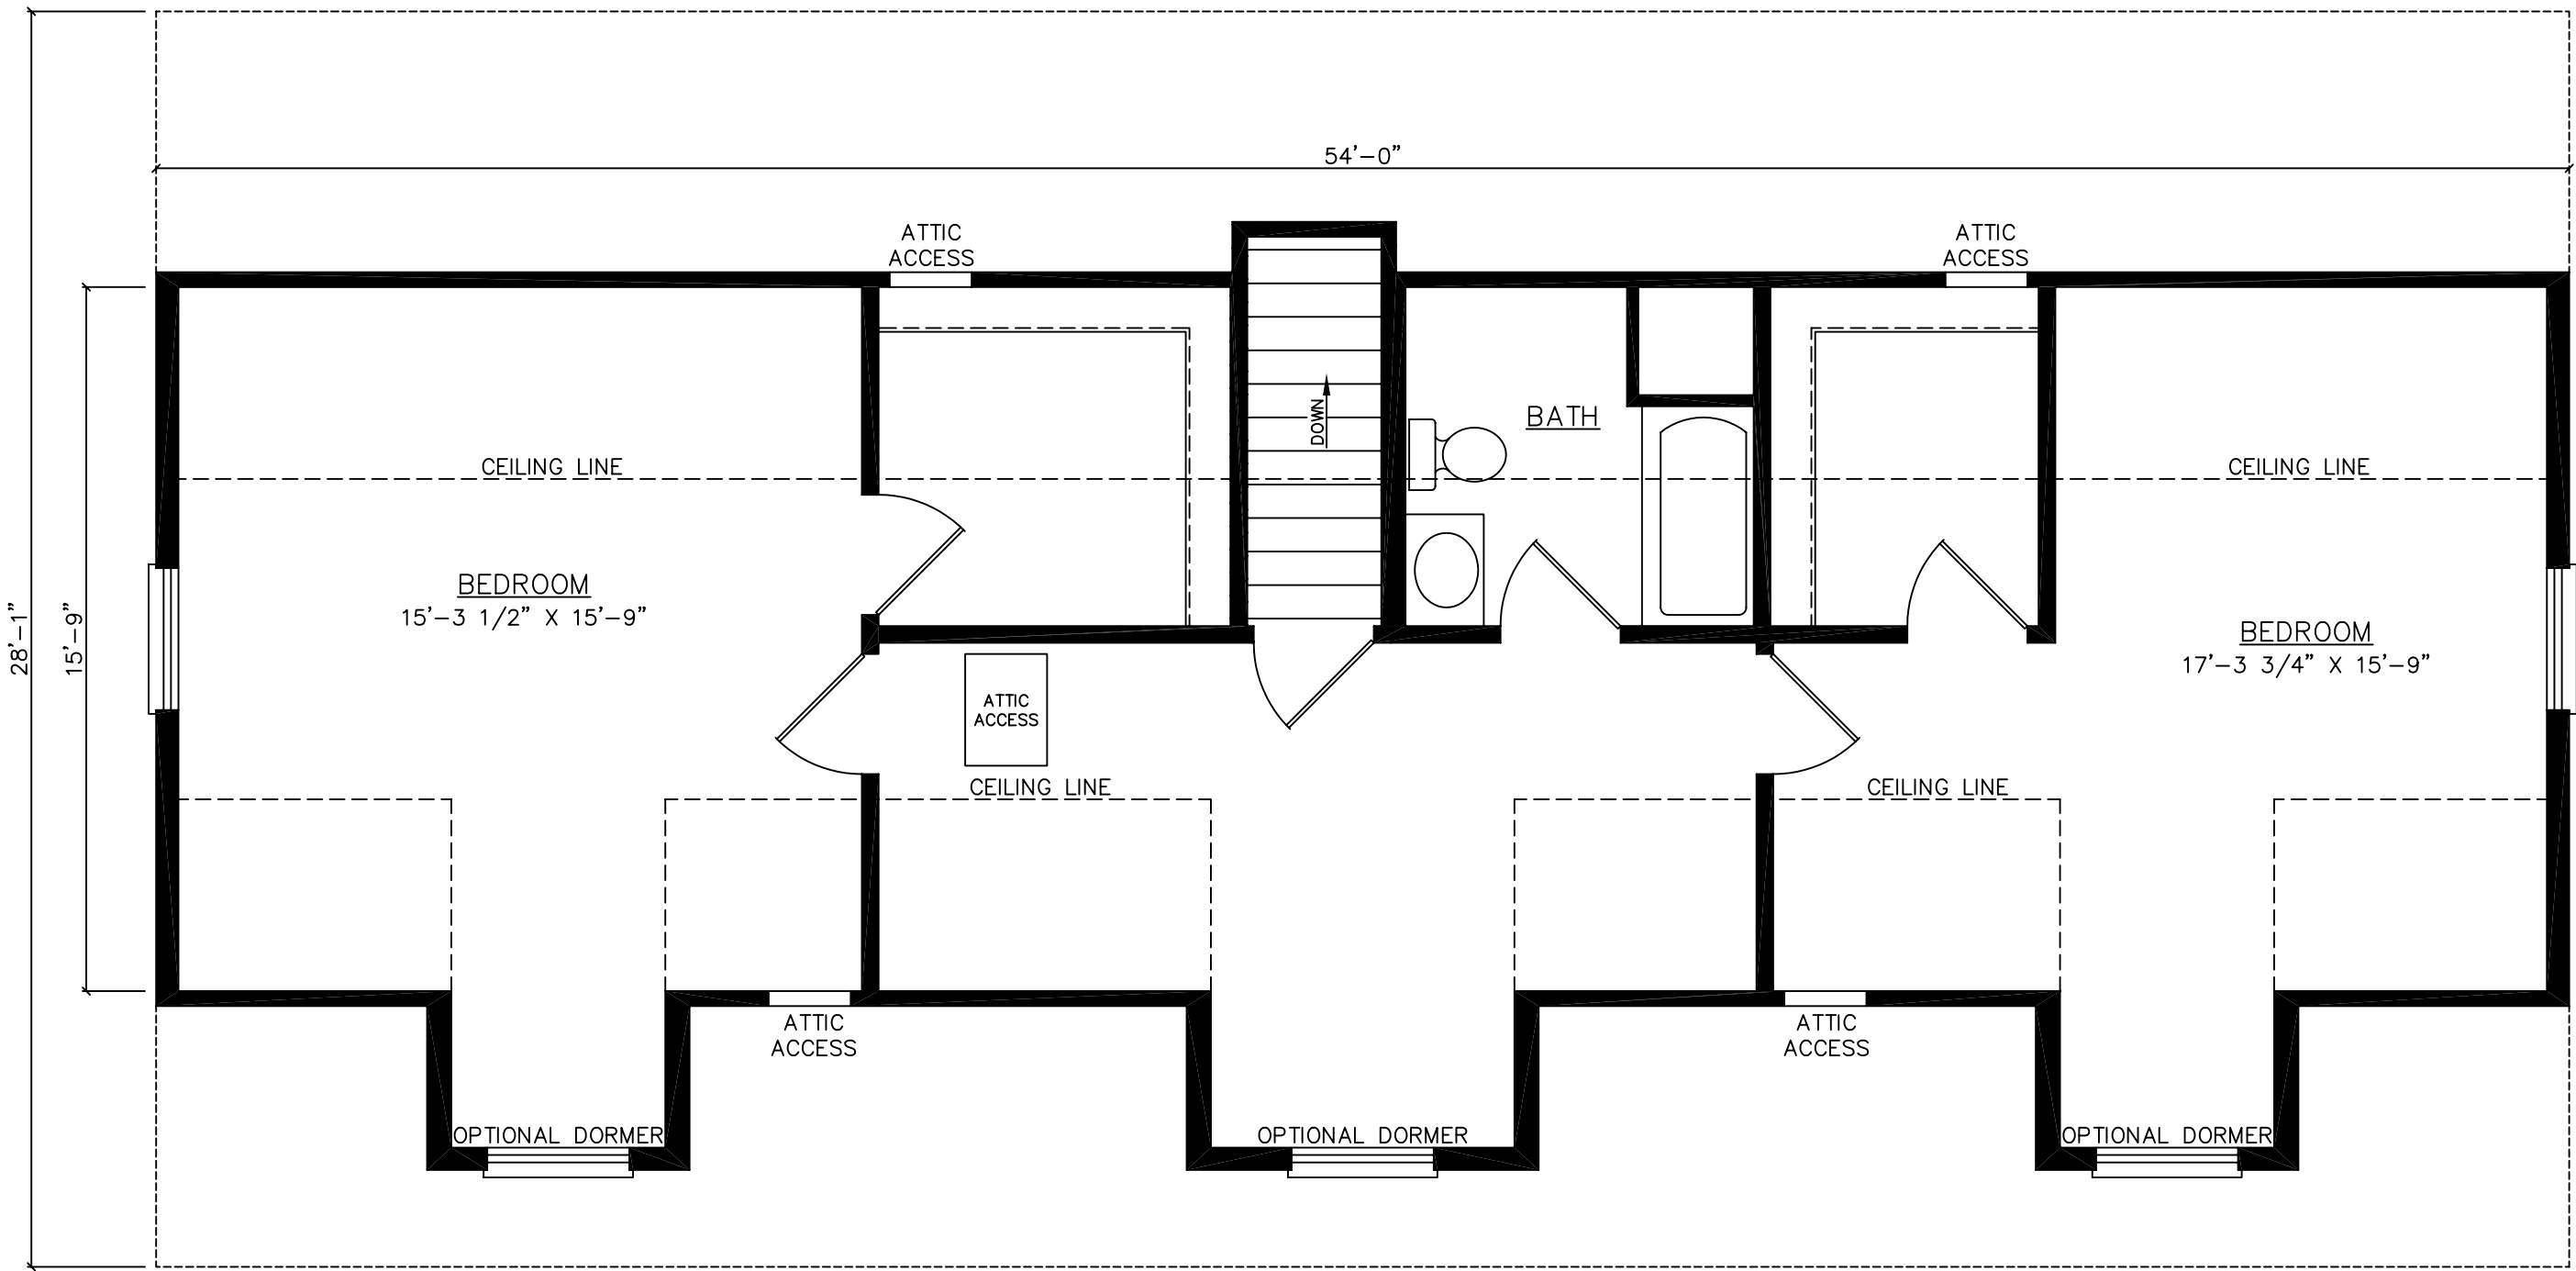 54'-0"
ATTIC
ACCESS
ATTIC
ACCESS
DOWN
BATH
CEILING LINE
CEILING LINE
BEDROOM
15'-3 1/2" X 15'-9"
28'-1"
15'-9"
BEDROOM
17'-3 3/4" X 15'-9"
ATTIC
ACCESS
CEILING LINE
CEILING LINE
ATTIC
ACCESS
ATTIC
ACCESS
OPTIONAL DORMER
OPTIONAL DORMER
OPTIONAL DORMER